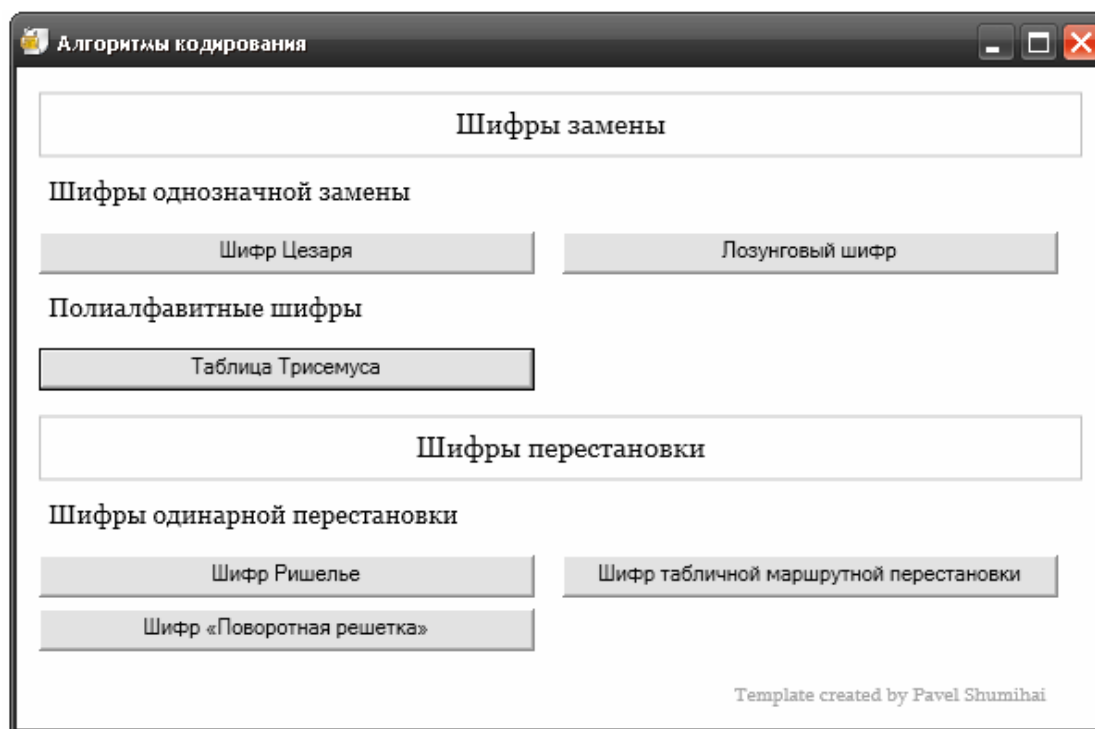 Алгоритмы кодирования
Шифры замены
Шифры однозначной замены
Шифр Цезаря
Лозунговый шифр
Полиалфавитные шифры
Таблица Трисемуса
Шифры перестановки
Шифры одинарной перестановки
Шифр Ришелье
Шифр табличной маршрутной перестановки
Шифр «Поворотная решетка»
Template created by Pavel Shumihai